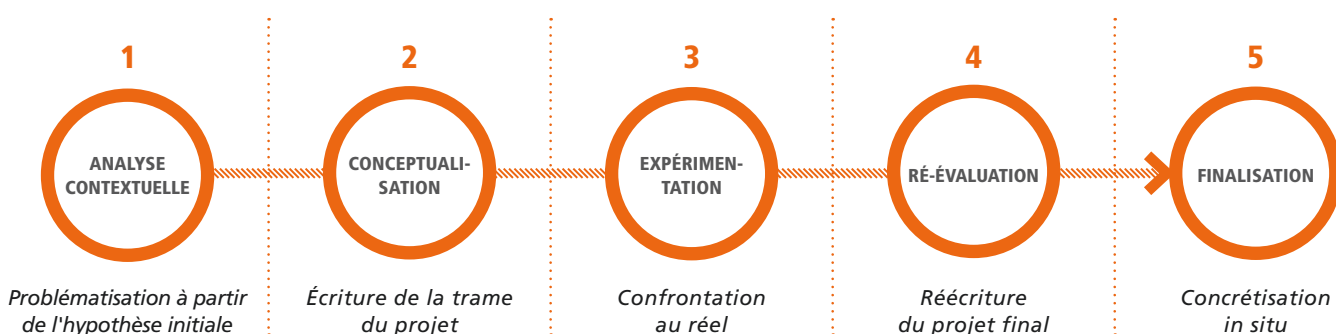 1
ANALYSE
CONTEXTUELLE
Problématisation à partir
de l'hypothèse initiale
2
CONCEPTUALI-
SATION
Écriture de la trame
du projet
3
EXPÉRIMEN-
TATION
Confrontation
au réel
4
RÉ-ÉVALUATION
Réécriture
du projet final
5
FINALISATION
Concrétisation
in situ